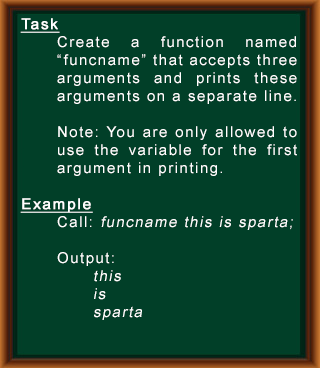 Task
Create a function named
“funcname” that accepts three
arguments and prints these
arguments on a separate line.
Note: You are only allowed to
use the variable for the first
argument in printing.
Example
Call: funcname this is sparta;
Output:
this
is
sparta